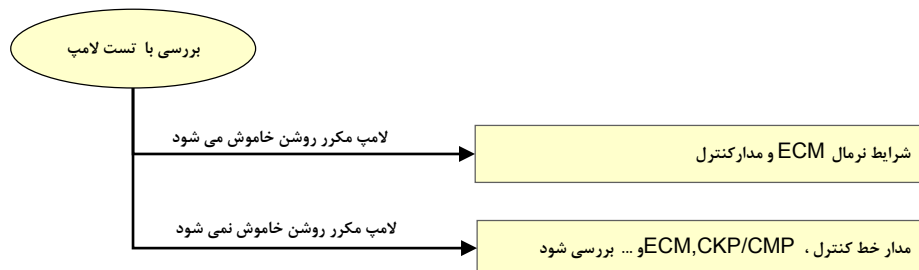 بررسی با تست لامپ
لامپ مکرر روشن خاموش می شود
شرایط نرمال ECM و مدارکنترل
لامپ مکرر روشن خاموش نمی شود
مدار خط کنترل ، ECM,CKP/CMPو ... بررسی شود